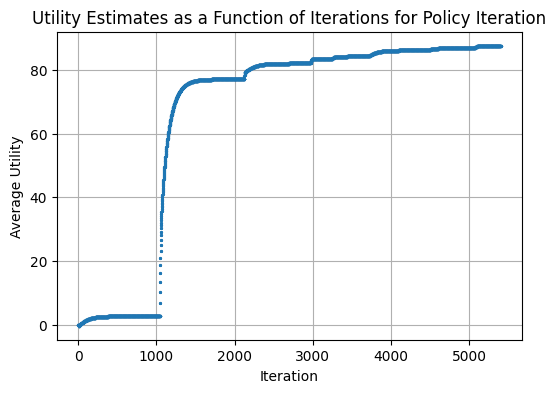 Utility Estimates as a Function of Iterations for Policy Iteration
80
60
40
20
0
Average Utility
0 1000 2000 3000 4000 5000
Iteration